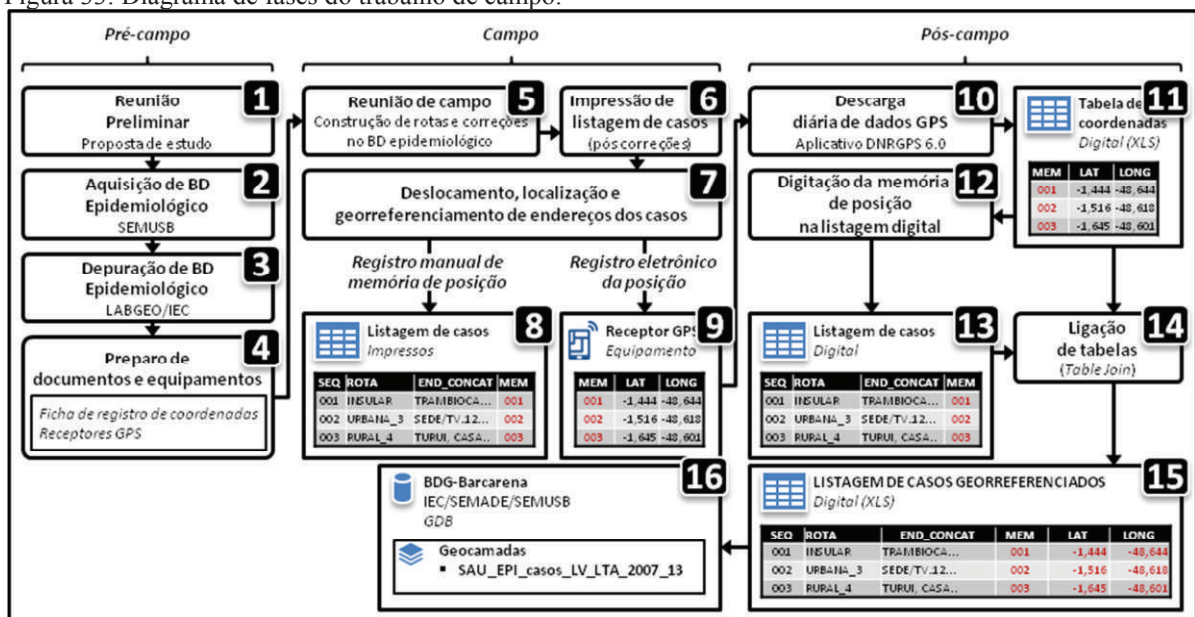 Figura 33: Diagrama de fases do trabalho de campo.
Pré-campo
Campo
Pós-campo
1
Reunião
Preliminar
Proposta de estudo
2
Aquisição de BD
Epidemiológico
SEMUSB
3
Depuração de BD
Epidemiológico
LABGEO/IEC
4
Preparo de
documentos e equipamentos
Ficha de registro de coordenadas
Receptores GPS
5
Reunião de campo
Construção de rotas e correções
no BD epidemiológico
6
Impressão de
listagem de casos
(pós correções)
7
Deslocamento, localização e
georreferenciamento de endereços dos casos
Registro manual de
memória de posição
Registro eletrônico
da posição
8
Listagem de casos
Impressos
SEQ ROTA END_CONCAT MEM
001 INSULAR TRAMBIOCA... 001
002 URBANA_3 SEDE/TV.12... 002
003 RURAL_4 TURUI, CASA.. 003
9
Receptor GPS
Equipamento
MEM LAT LONG
001 -1,444 -48,644
002 -1,516 -48,618
003 -1,645 -48,601
10
Descarga
diária de dados GPS
Aplicativo DNRGPS 6.0
11
Tabela de
coordenadas
Digital (XLS)
MEM LAT LONG
001 -1,444 -48,644
002 -1,516 -48,618
003 -1,645 -48,601
12
Digitação da memória
de posição
na listagem digital
13
Listagem de casos
Digital
SEQ ROTA END_CONCAT MEM
001 INSULAR TRAMBIOCA... 001
002 URBANA_3 SEDE/TV.12... 002
003 RURAL_4 TURUI, CASA.. 003
14
Ligação
de tabelas
(Table Join)
15
LISTAGEM DE CASOS GEORREFERENCIADOS
Digital (XLS)
SEQ ROTA END_CONCAT MEM LAT LONG
001 INSULAR TRAMBIOCA... 001 -1,444 -48,644
002 URBANA_3 SEDE/TV.12... 002 -1,516 -48,618
003 RURAL_4 TURUI, CASA.. 003 -1,645 -48,601
16
BDG-Barcarena
IEC/SEMADE/SEMUSB
GDB
Geocamadas
▪ SAU_EPI_casos_LV_LTA_2007_13